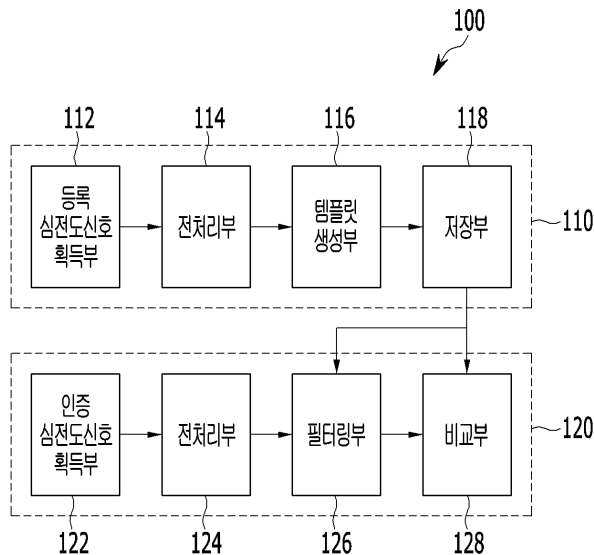 100
112
114
116
118
등록
심전도신호
획득부
전처리부
템플릿
생성부
저장부
110
인증
심전도신호
획득부
전처리부
필터링부
비교부
120
122
124
126
128